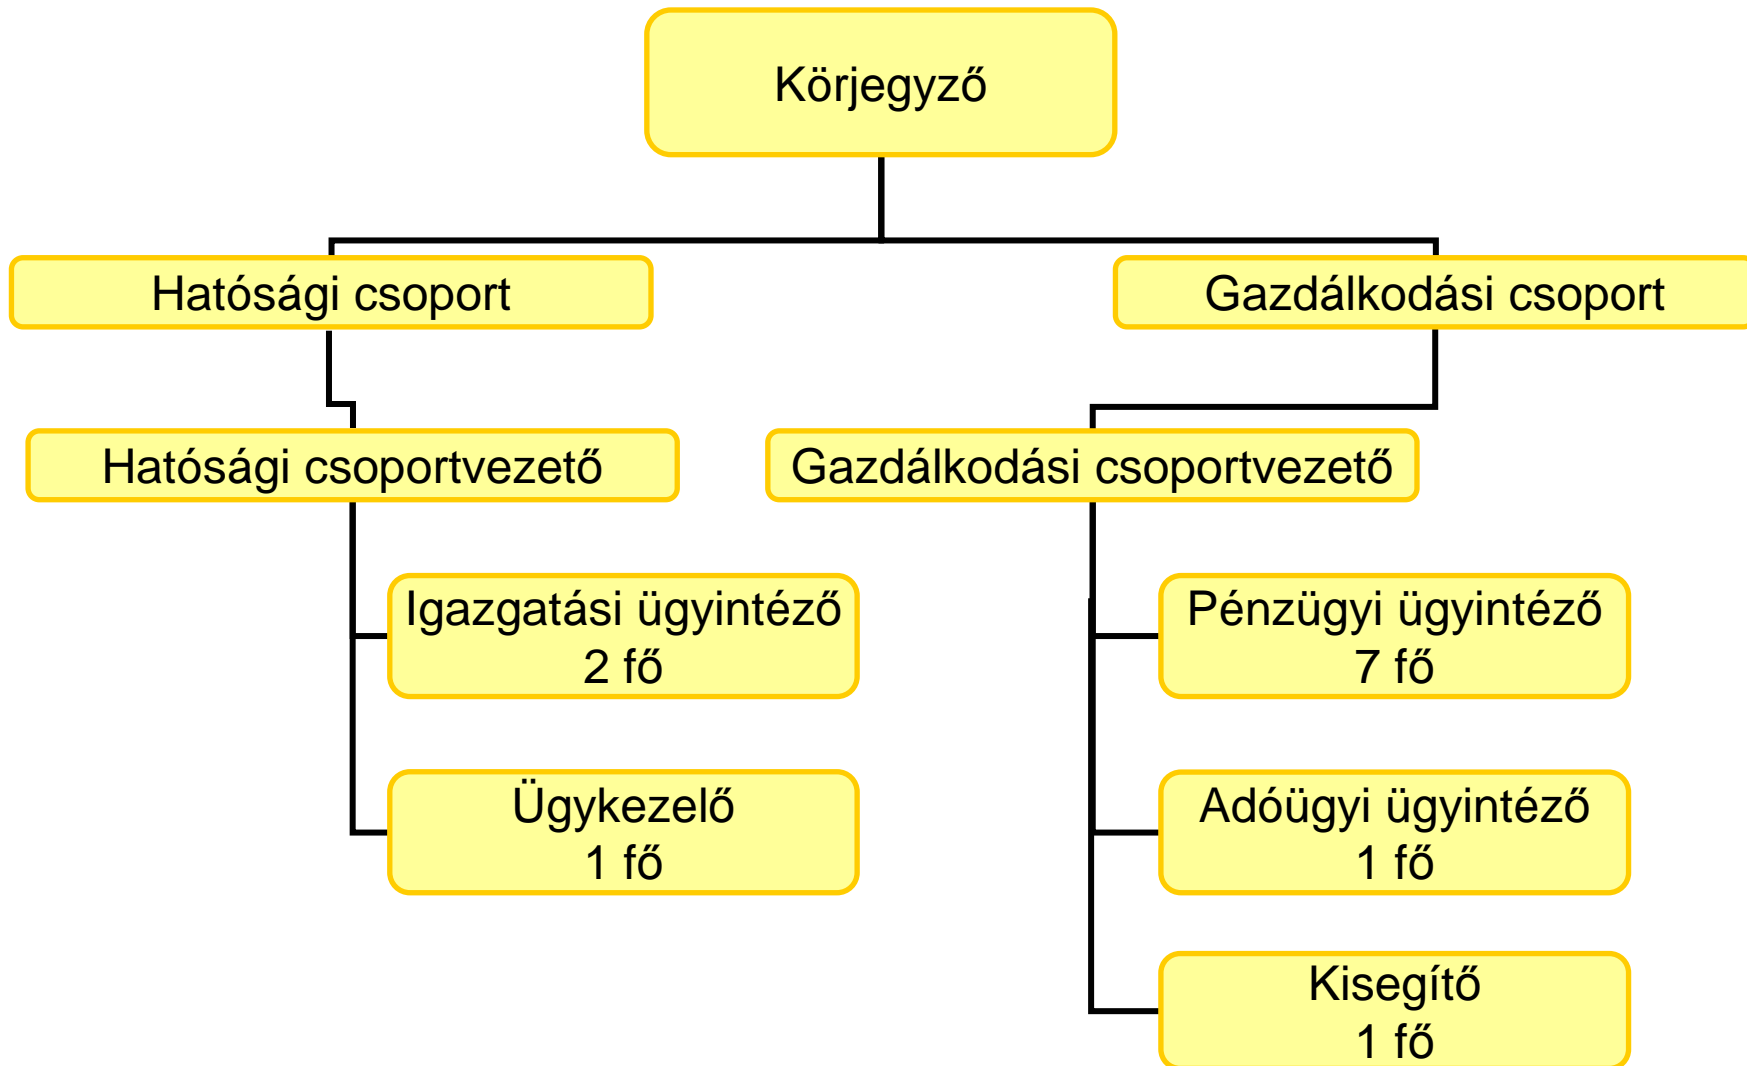 Körjegyző
Hatósági csoport
Gazdálkodási csoport
Hatósági csoportvezető
Gazdálkodási csoportvezető
Igazgatási ügyintéző
2 fő
Pénzügyi ügyintéző
7 fő
Ügykezelő
1 fő
Adóügyi ügyintéző
1 fő
Kisegítő
1 fő